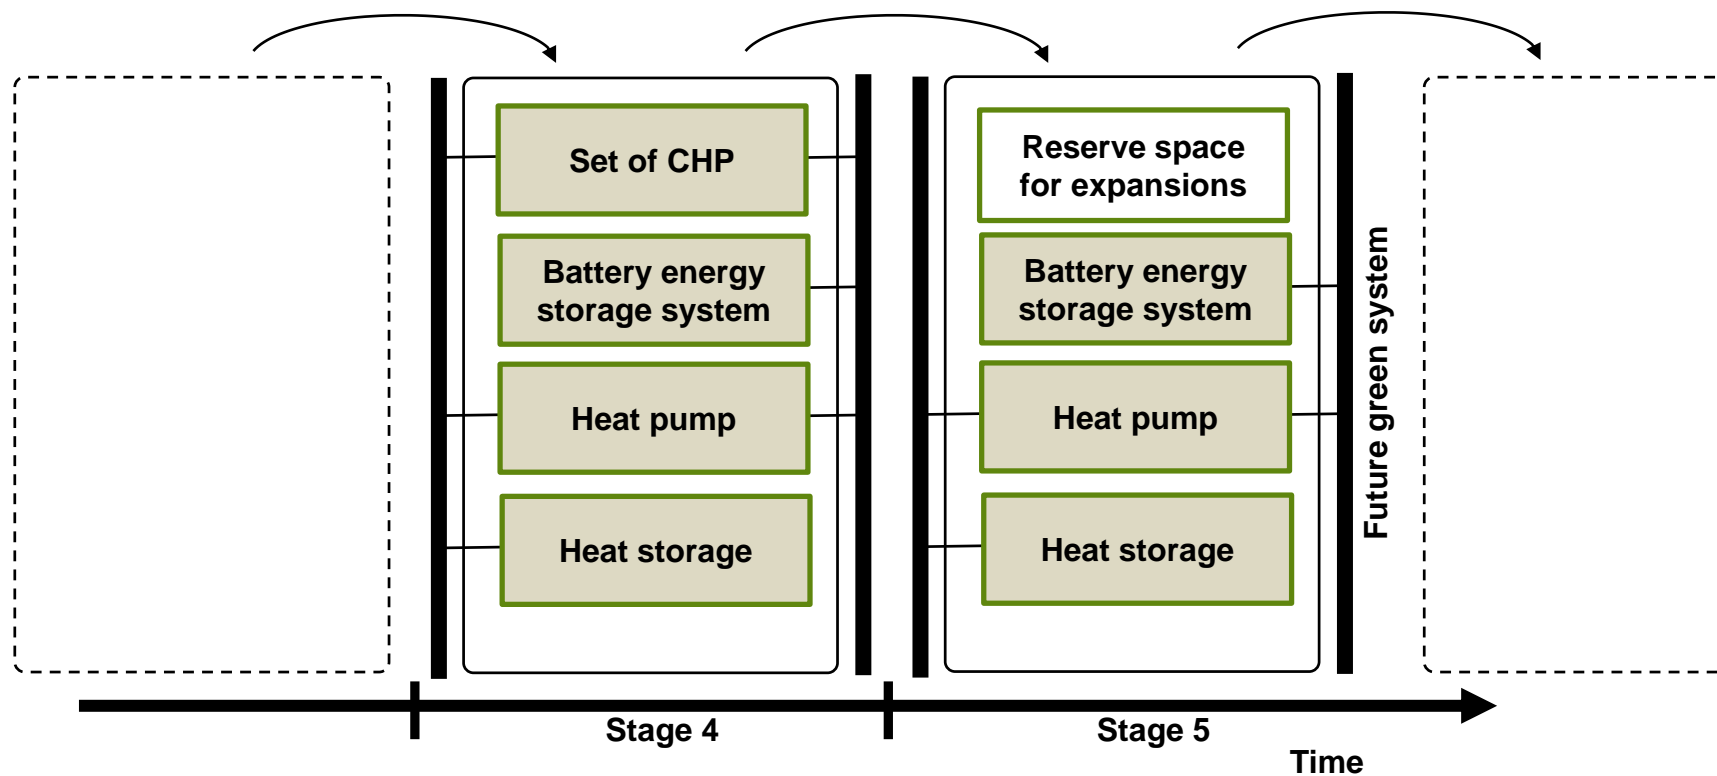 Set of CHP
Battery energy
storage system
Heat pump
Heat storage
Reserve space
for expansions
Battery energy
storage system
Heat pump
Heat storage
Future green system
Stage 4
Stage 5
Time